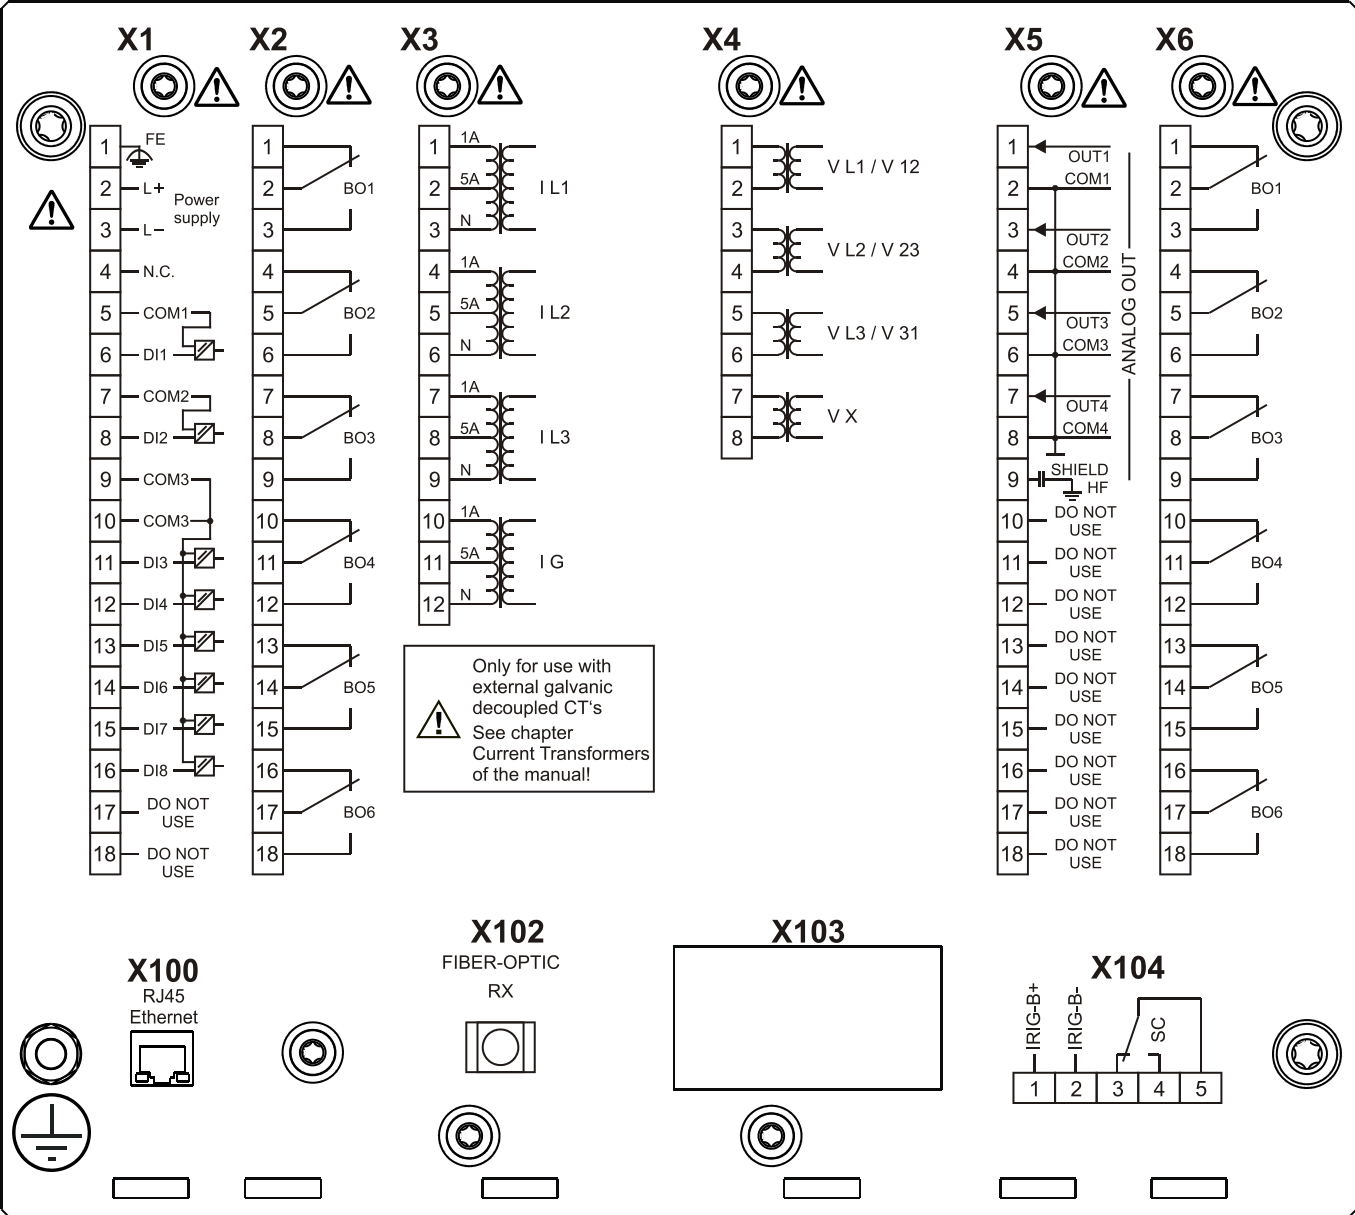 X1
X2
X3
X4
X5
X6
1 FE
2 L+
Power
supply
3 L–
4 N.C.
5 COM1
6 DI1
7 COM2
8 DI2
9 COM3
10 COM3
11 DI3
12 DI4
13 DI5
14 DI6
15 DI7
16 DI8
17 DO NOT
USE
18 DO NOT
USE
1
2 BO1
3
4
5 BO2
6
7
8 BO3
9
10
11 BO4
12
13
14 BO5
15
16
17 BO6
18
1 1A
2 5A I L1
3 N
4 1A
5 5A I L2
6 N
7 1A
8 5A I L3
9 N
10 1A
11 5A I G
12 N
Only for use with
external galvanic
decoupled CT's
See chapter
Current Transformers
of the manual!
1
V L1 / V 12
2
3
V L2 / V 23
4
5
V L3 / V 31
6
7
V X
8
1 OUT1
2 COM1
3 OUT2
4 COM2
5 OUT3
6 COM3
7 OUT4
8 COM4
ANALOG OUT
9 SHIELD
HF
10 DO NOT
USE
11 DO NOT
USE
12 DO NOT
USE
13 DO NOT
USE
14 DO NOT
USE
15 DO NOT
USE
16 DO NOT
USE
17 DO NOT
USE
18 DO NOT
USE
1
2 BO1
3
4
5 BO2
6
7
8 BO3
9
10
11 BO4
12
13
14 BO5
15
16
17 BO6
18
X100
RJ45
Ethernet
X102
FIBER-OPTIC
RX
X103
X104
IRIG-B+
IRIG-B-
SC
1 2 3 4 5